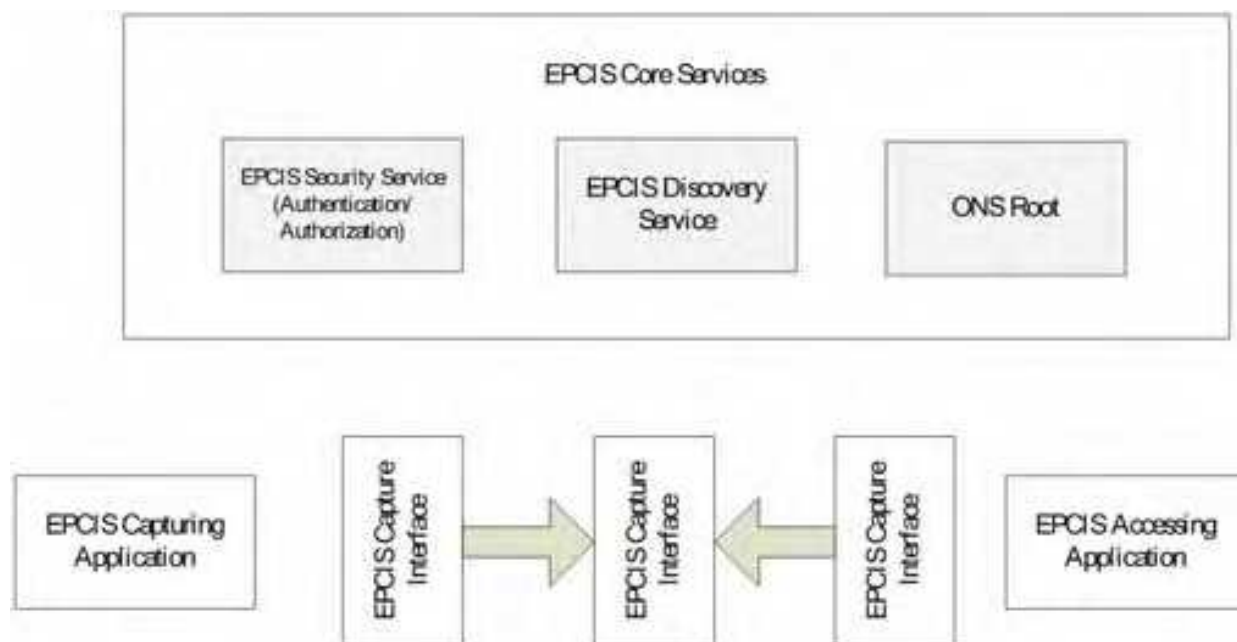 EPCIS Core Services
EPCIS Security Service
(Authentication/
Authorization)
EPCIS Discovery
Service
ONS Root
EPCIS Capturing
Application
EPCIS Capture
Interface
EPCIS Capture
Interface
EPCIS Capture
Interface
EPCIS Accessing
Application